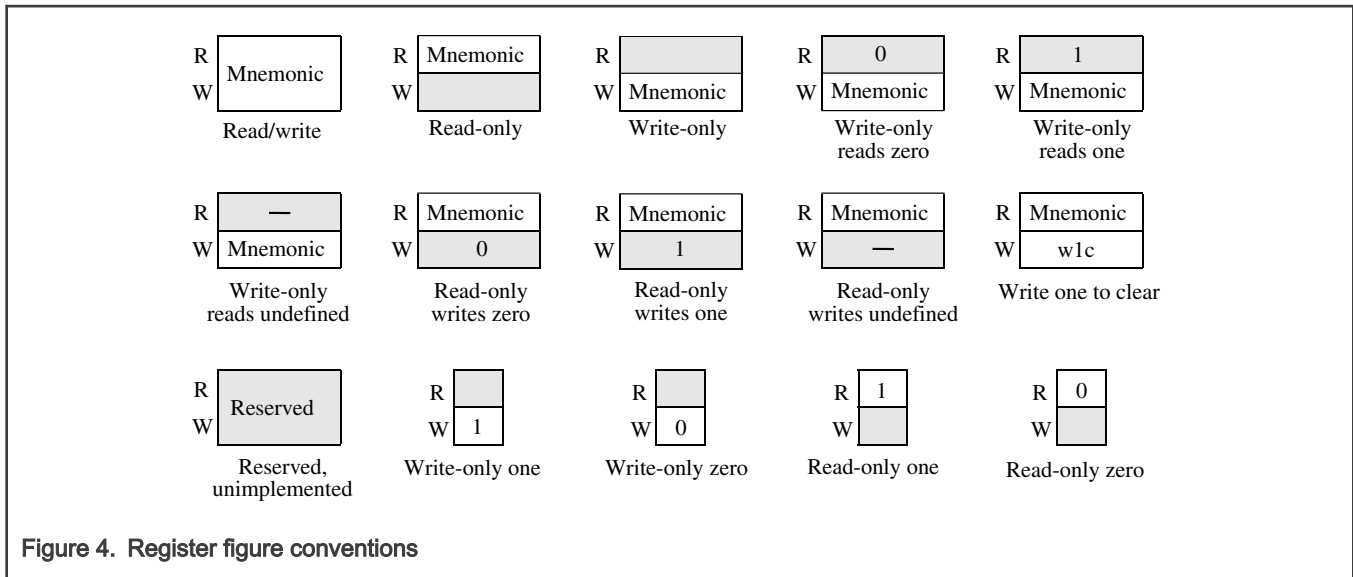 R Mnemonic R Mnemonic R R 0 R 1
W W W Mnemonic W Mnemonic W Mnemonic
Read/write Read-only Write-only Write-only Write-only
reads zero reads one
R — R Mnemonic R Mnemonic R Mnemonic R Mnemonic
W Mnemonic W 0 W 1 W — W w1c
Write-only Read-only Read-only Read-only Write one to clear
reads undefined writes zero writes one writes undefined
R Reserved R R R 1 R 0
W W 1 W 0 W W
Reserved, Write-only one Write-only zero Read-only one Read-only zero
unimplemented
Figure 4. Register figure conventions